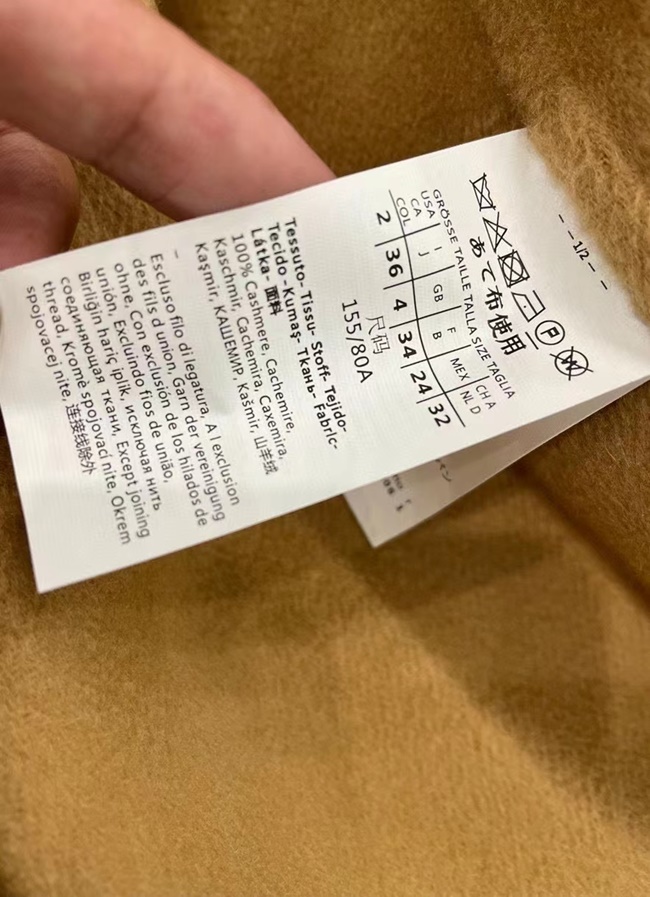 – – 1/2 – –
F W
あて布使用
GRÖSSE TAILLE TALLA SIZE TAGLIA
USA I GB F MEX CH A
CA J B NL D
COL
2 36 4 34 24 32
尺码
155/80A
Tessuto- Tissu- Stoff- Tejido-
Tecido -Kumaş- Ткань- Fabric-
Látka- 面料
100% Cashmere, Cachemire,
Kaschmir, Cachemira, Caxemira,
Kaşmir, КАШЕМИР, Kašmír, 山羊绒
–
Escluso filo di legatura, A l exclusion
des fils d union, Garn der vereinigung
ohne, Con exclusión de los hilados de
unión, Excluindo fios de união,
Birliğin hariç iplik, исключая нить
соединяющая ткани, Except joining
thread, Kromě spojovací nite, Okrem
spojovacej nite, 连接线除外